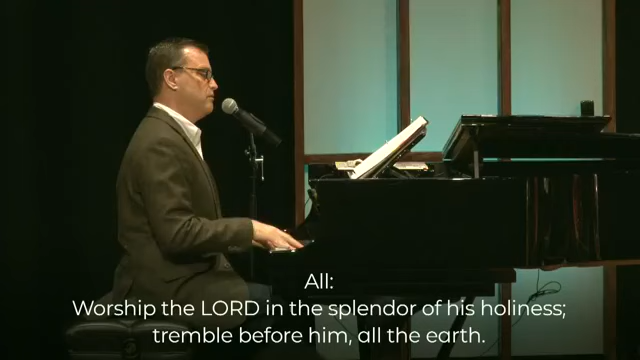 All:
Worship the LORD in the splendor of his holiness;
tremble before him, all the earth.